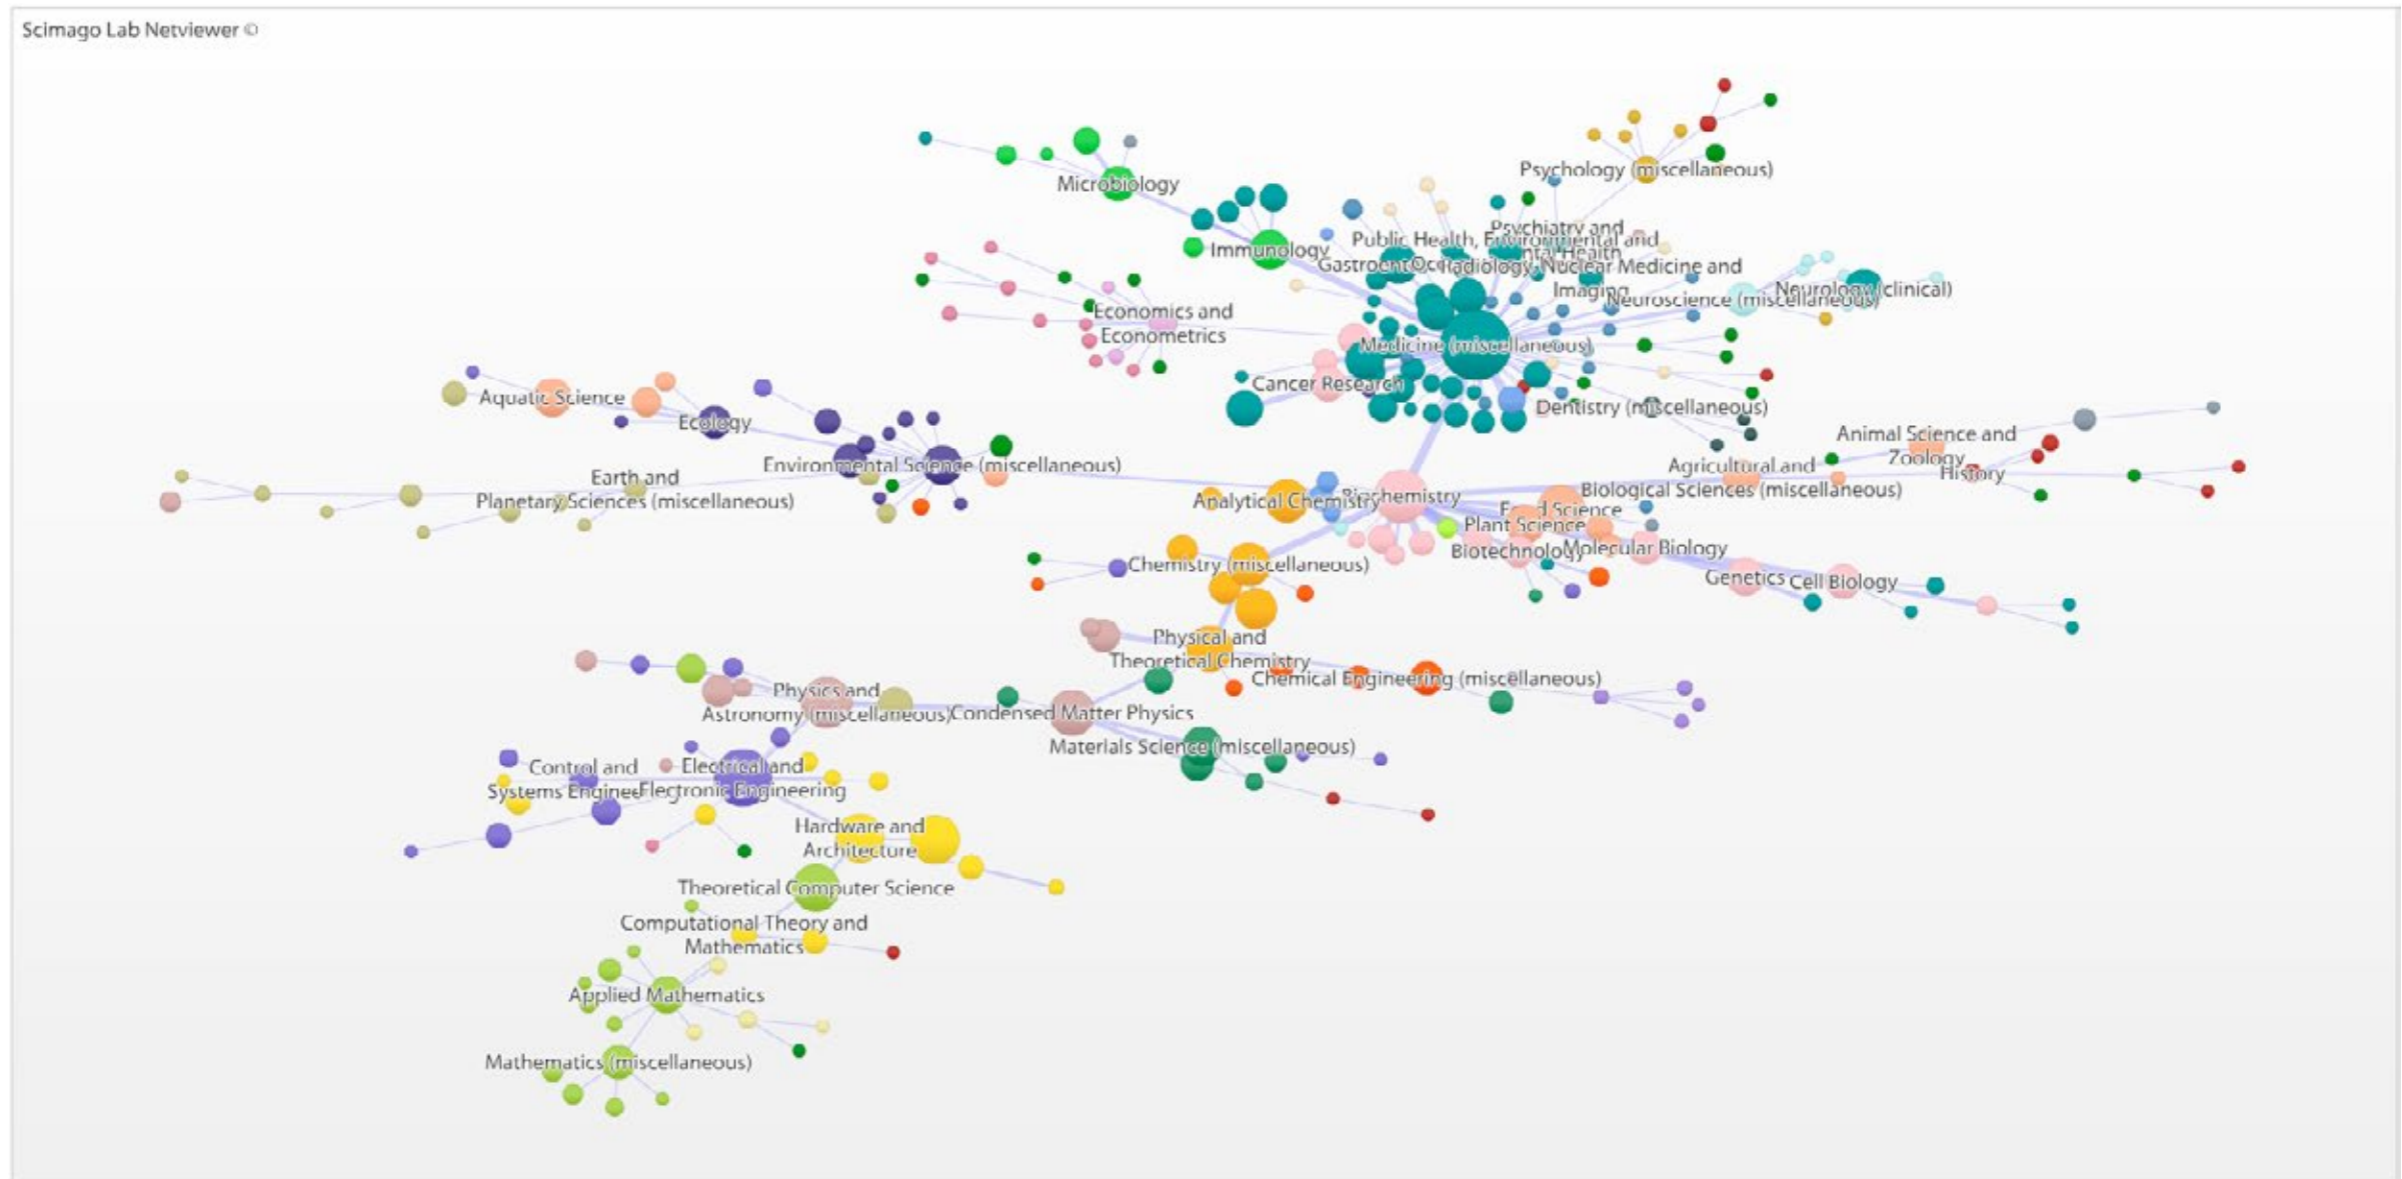 Scimago Lab Netviewer ©
Microbiology
Psychology (miscellaneous)
Immunology
Psychiatry and
Public Health, Environmental and
Mental Health
Radiology, Nuclear Medicine and
Imaging
Neuroscience (miscellaneous)
Neurology (clinical)
Economics and
Econometrics
Medicine (miscellaneous)
Cancer Research
Dentistry (miscellaneous)
Aquatic Science
Ecology
Environmental Science (miscellaneous)
Earth and
Planetary Sciences (miscellaneous)
Animal Science and
Zoology
History
Agricultural and
Biological Sciences (miscellaneous)
Analytical Chemistry
Biochemistry
Food Science
Plant Science
Biotechnology
Molecular Biology
Genetics
Cell Biology
Chemistry (miscellaneous)
Physical and
Theoretical Chemistry
Chemical Engineering (miscellaneous)
Physics and
Astronomy (miscellaneous)
Condensed Matter Physics
Materials Science (miscellaneous)
Control and
Systems
Electrical and
Electronic Engineering
Hardware and
Architecture
Theoretical Computer Science
Computational Theory and
Mathematics
Applied Mathematics
Mathematics (miscellaneous)